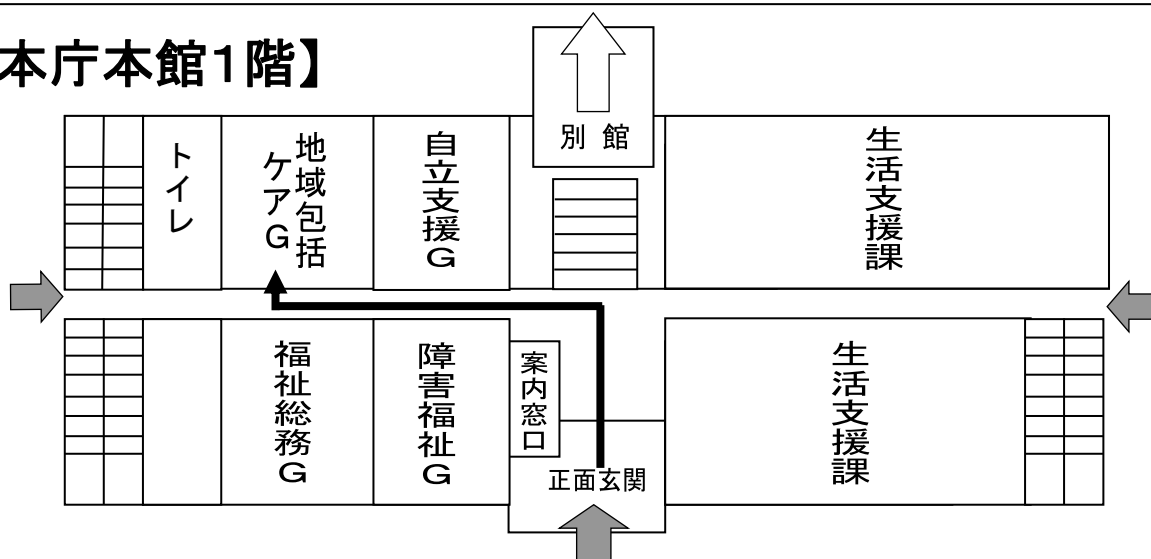 本庁本館1階】
別 館
トイレ
地域包括
ケアG
自立支援G
生活支援課
福祉総務G
障害福祉G
案内窓口
生活支援課
正面玄関